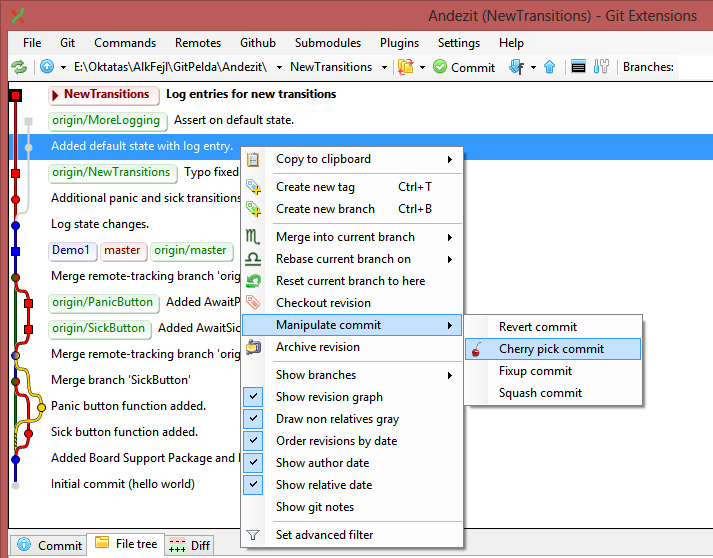 Andezit (NewTransitions) - Git Extensions
File Git Commands Remotes Github Submodules Plugins Settings Help
E:\Oktatas\AlkFejl\GitPelda\Andezit\ NewTransitions Commit Branches:
NewTransitions Log entries for new transitions
origin/MoreLogging Assert on default state.
Added default state with log entry.
origin/NewTransitions Typo fixed
Additional panic and sick transitions
Log state changes.
Demo1 master origin/master
Merge remote-tracking branch 'orig
origin/PanicButton Added AwaitP
origin/SickButton Added AwaitSic
Merge remote-tracking branch 'orig
Merge branch 'SickButton'
Panic button function added.
Sick button function added.
Added Board Support Package and
Initial commit (hello world)
Copy to clipboard
Create new tag Ctrl+T
Create new branch Ctrl+B
Merge into current branch
Rebase current branch on
Reset current branch to here
Checkout revision
Manipulate commit
Archive revision
Show branches
Show revision graph
Draw non relatives gray
Order revisions by date
Show author date
Show relative date
Show git notes
Set advanced filter
Revert commit
Cherry pick commit
Fixup commit
Squash commit
Commit File tree Diff